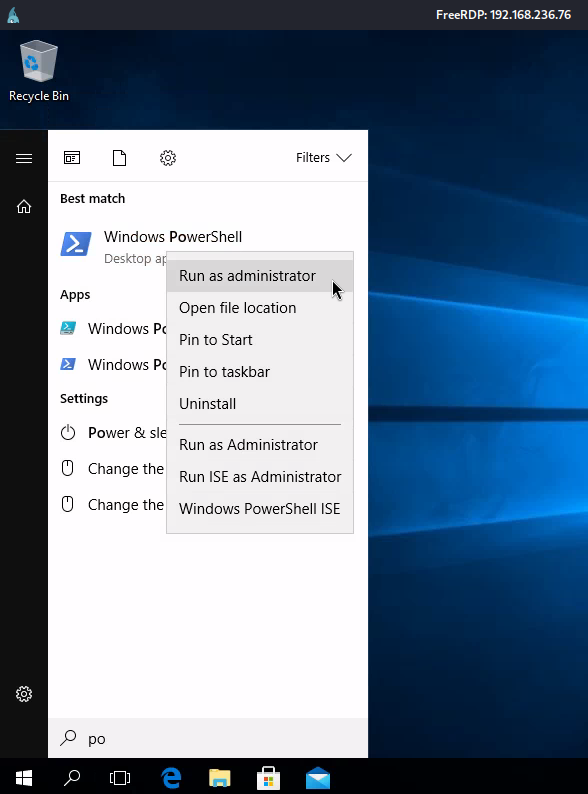 FreeRDP: 192.168.236.76
Recycle Bin
Filters
Best match
Windows PowerShell
Desktop ap
Run as administrator
Apps
Open file location
Windows Po
Pin to Start
Windows Po
Pin to taskbar
Settings
Uninstall
Power & sle
Run as Administrator
Change the
Run ISE as Administrator
Change the
Windows PowerShell ISE
po